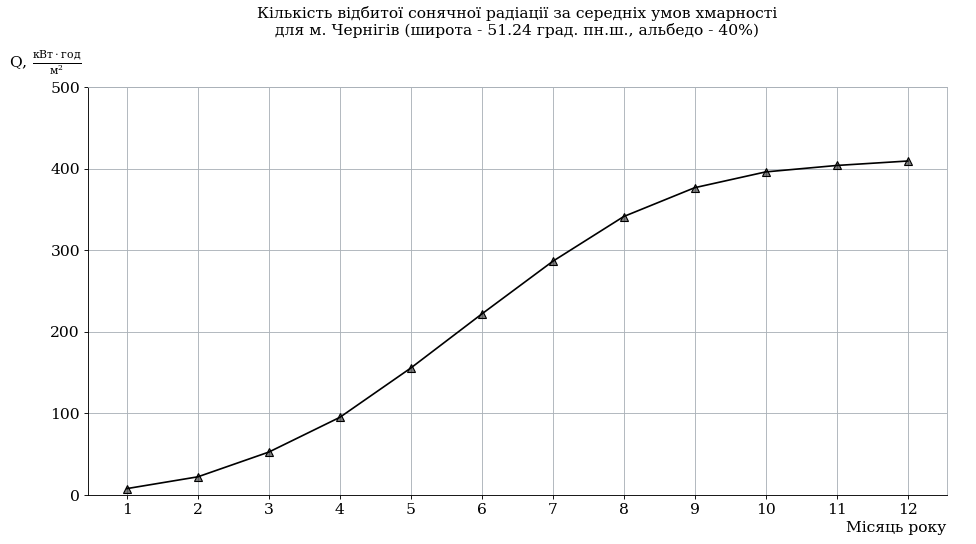 Кількість відбитої сонячної радіації за середніх умов хмарності
для м. Чернігів (широта - 51.24 град. пн.ш., альбедо - 40%)
Q, кВт · год
м²
500
400
300
200
100
0
1 2 3 4 5 6 7 8 9 10 11 12
Місяць року